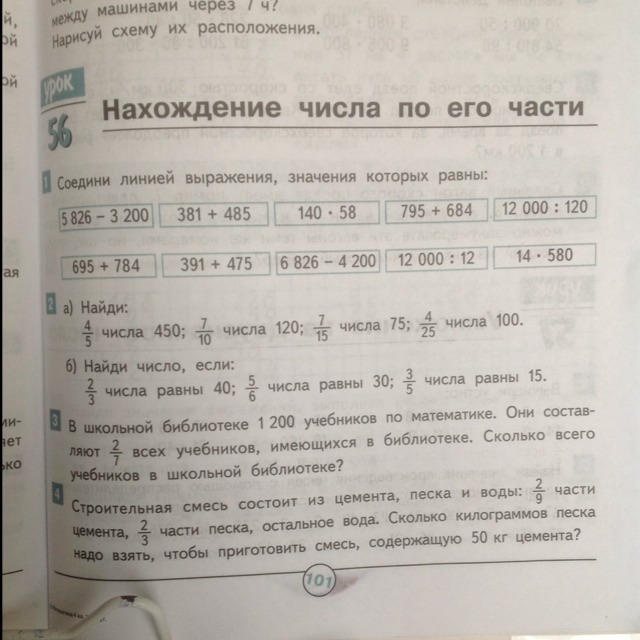 между машинами через 7 ч?
Нарисуй схему их расположения.
урок
56
Нахождение числа по его части
1 Соедини линией выражения, значения которых равны:
5 826 – 3 200 381 + 485 140 · 58 795 + 684 12 000 : 120
695 + 784 391 + 475 6 826 – 4 200 12 000 : 12 14 · 580
2 а) Найди:
4/5 числа 450; 7/10 числа 120; 7/15 числа 75; 4/25 числа 100.
б) Найди число, если:
2/3 числа равны 40; 5/6 числа равны 30; 3/5 числа равны 15.
3 В школьной библиотеке 1 200 учебников по математике. Они состав-
ляют 2/7 всех учебников, имеющихся в библиотеке. Сколько всего
учебников в школьной библиотеке?
4 Строительная смесь состоит из цемента, песка и воды: 2/9 части
цемента, 2/3 части песка, остальное вода. Сколько килограммов песка
надо взять, чтобы приготовить смесь, содержащую 50 кг цемента?
101